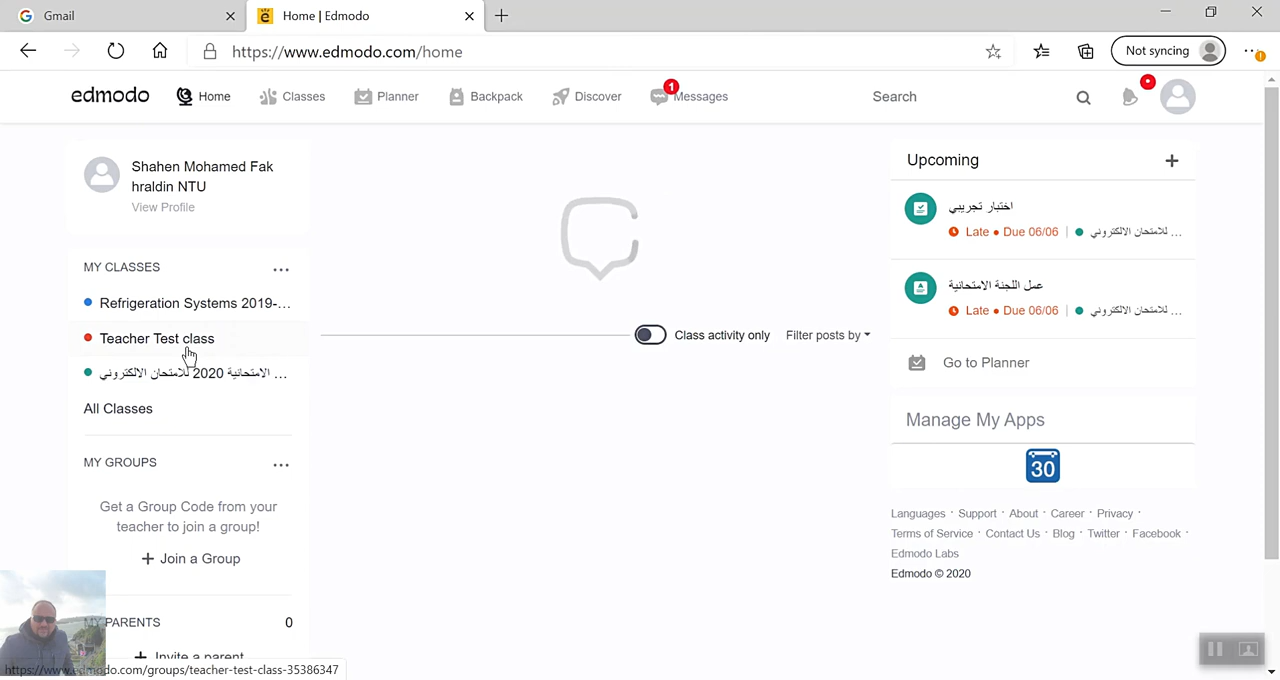 Gmail
Home | Edmodo
https://www.edmodo.com/home
Not syncing
edmodo
Home
Classes
Planner
Backpack
Discover
1
Messages
Search
Shahen Mohamed Fak
hraldin NTU
View Profile
MY CLASSES
Refrigeration Systems 2019-...
Teacher Test class
الامتحانية 2020 للامتحان الالكتروني ...
All Classes
MY GROUPS
Get a Group Code from your
teacher to join a group!
+ Join a Group
MY PARENTS
0
+ Invite a parent
https://www.edmodo.com/groups/teacher-test-class-35386347
Class activity only
Filter posts by
Upcoming
+
اختبار تجريبي
Late • Due 06/06 | • للامتحان الالكتروني ...
عمل اللجنة الامتحانية
Late • Due 06/06 | • للامتحان الالكتروني ...
Go to Planner
Manage My Apps
30
Languages · Support · About · Career · Privacy ·
Terms of Service · Contact Us · Blog · Twitter · Facebook ·
Edmodo Labs
Edmodo © 2020